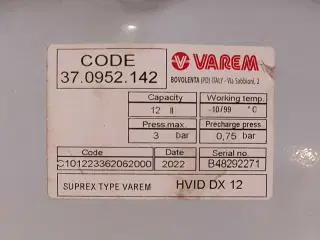 CODE
37.0952.142
VAREM
BOVOLENTA (PD) ITALY - Via Sabbioni, 2
Capacity Working temp.
12 lt -10/99 °C
Press.max Precharge press
3 bar 0,75 bar
Code Date Serial no.
C101223362062000 2022 B48292271
SUPREX TYPE VAREM HVID DX 12